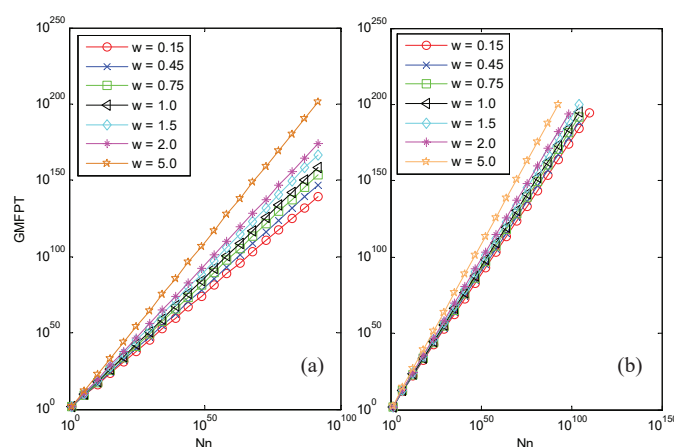 10^250
10^200
10^150
10^100
10^50
10^0
GMFPT
w = 0.15
w = 0.45
w = 0.75
w = 1.0
w = 1.5
w = 2.0
w = 5.0
(a)
10^0
10^50
10^100
Nn
10^250
10^200
10^150
10^100
10^50
10^0
w = 0.15
w = 0.45
w = 0.75
w = 1.0
w = 1.5
w = 2.0
w = 5.0
(b)
10^0
10^50
10^100
10^150
Nn